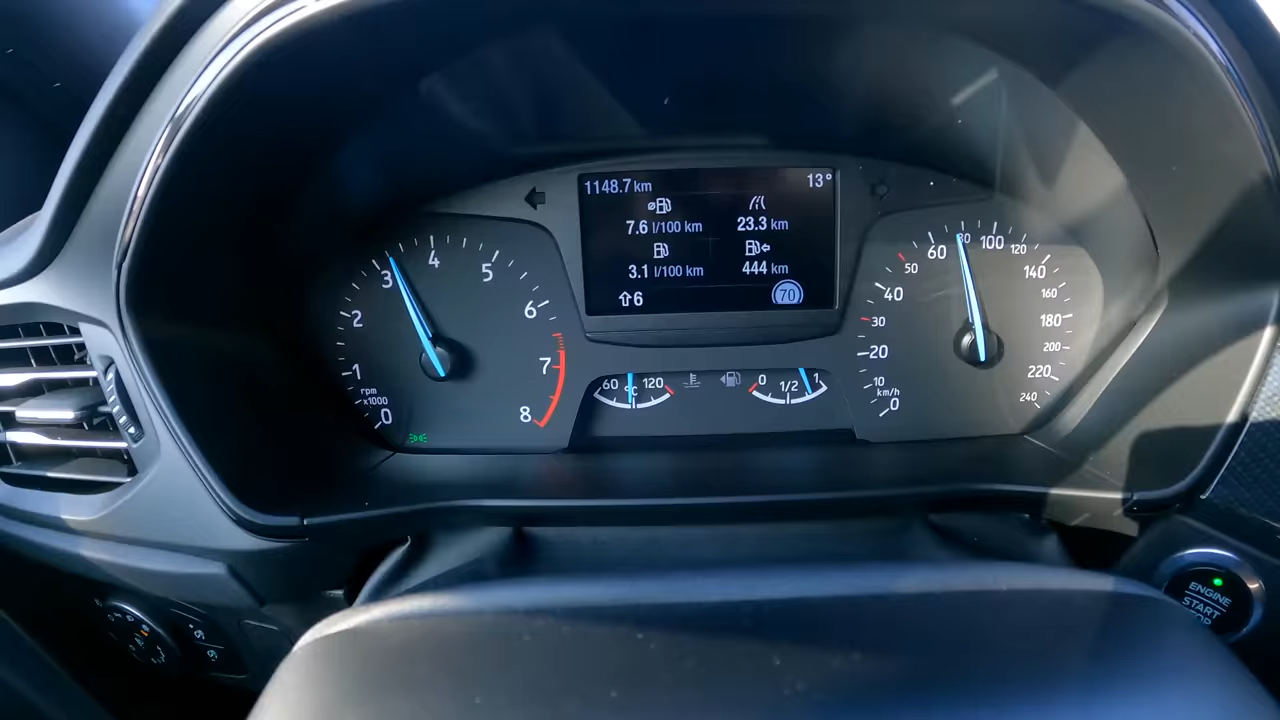 1148.7 km 13°
7.6 l/100 km 23.3 km
3.1 l/100 km 444 km
6 70
0 1 2 3 4 5 6 7 8
rpm
x1000
60 °C 120
0 1/2 1
0 10 20 30 40 50 60 80 100 120 140 160 180 200 220 240
km/h
ENGINE
START
STOP